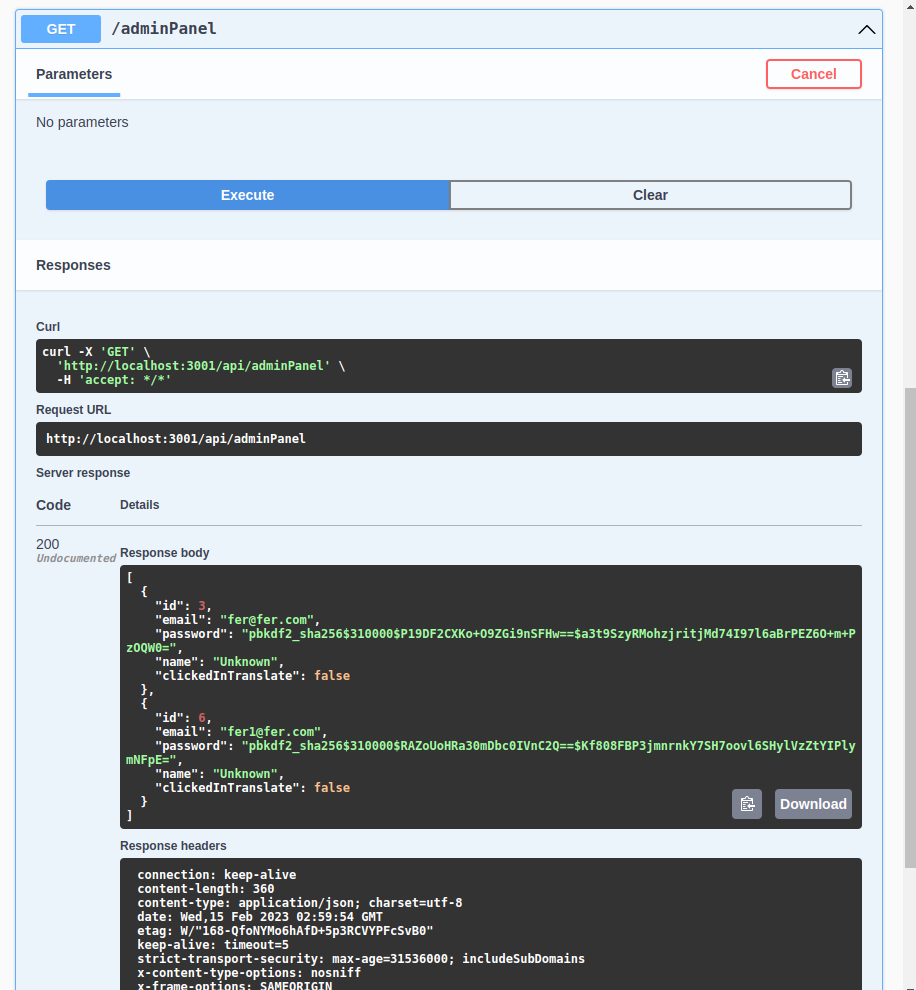 GET /adminPanel
Parameters
Cancel
No parameters
Execute
Clear
Responses
Curl
curl -X 'GET' \
'http://localhost:3001/api/adminPanel' \
-H 'accept: */*'
Request URL
http://localhost:3001/api/adminPanel
Server response
Code Details
200
Undocumented
Response body
[
{
"id": 3,
"email": "fer@fer.com",
"password": "pbkdf2_sha256$310000$P19DF2CXKo+O9ZGi9nSFHw==$a3t9SzyRMohzjritjMd74I97l6aBrPEZ6O+m+P
zOQW0=",
"name": "Unknown",
"clickedInTranslate": false
},
{
"id": 6,
"email": "fer1@fer.com",
"password": "pbkdf2_sha256$310000$RAZoUoHRa30mDbc0IVnC2Q==$Kf808FBP3jmnrnkY7SH7oovl6SHylVzZtYIPly
mNFpE=",
"name": "Unknown",
"clickedInTranslate": false
}
]
Download
Response headers
connection: keep-alive
content-length: 360
content-type: application/json; charset=utf-8
date: Wed,15 Feb 2023 02:59:54 GMT
etag: W/"168-QfoNYMo6hAfD+5p3RCVYPFcSvB0"
keep-alive: timeout=5
strict-transport-security: max-age=31536000; includeSubDomains
x-content-type-options: nosniff
x-frame-options: SAMEORIGIN